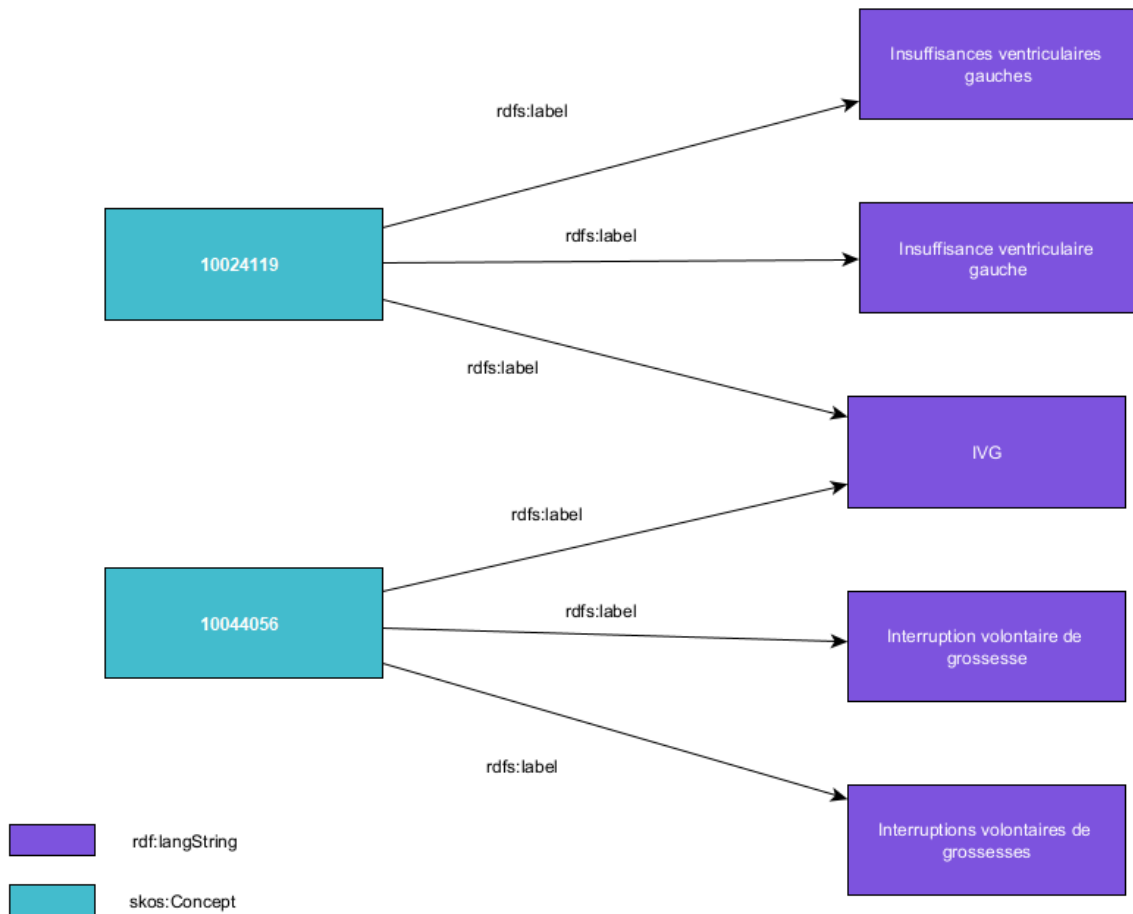 Insuffisances ventriculaires
gauches
rdfs:label
Insuffisance ventriculaire
gauche
rdfs:label
10024119
rdfs:label
IVG
rdfs:label
10044056
rdfs:label
Interruption volontaire de
grossesse
rdfs:label
Interruptions volontaires de
grossesses
rdf:langString
skos:Concept